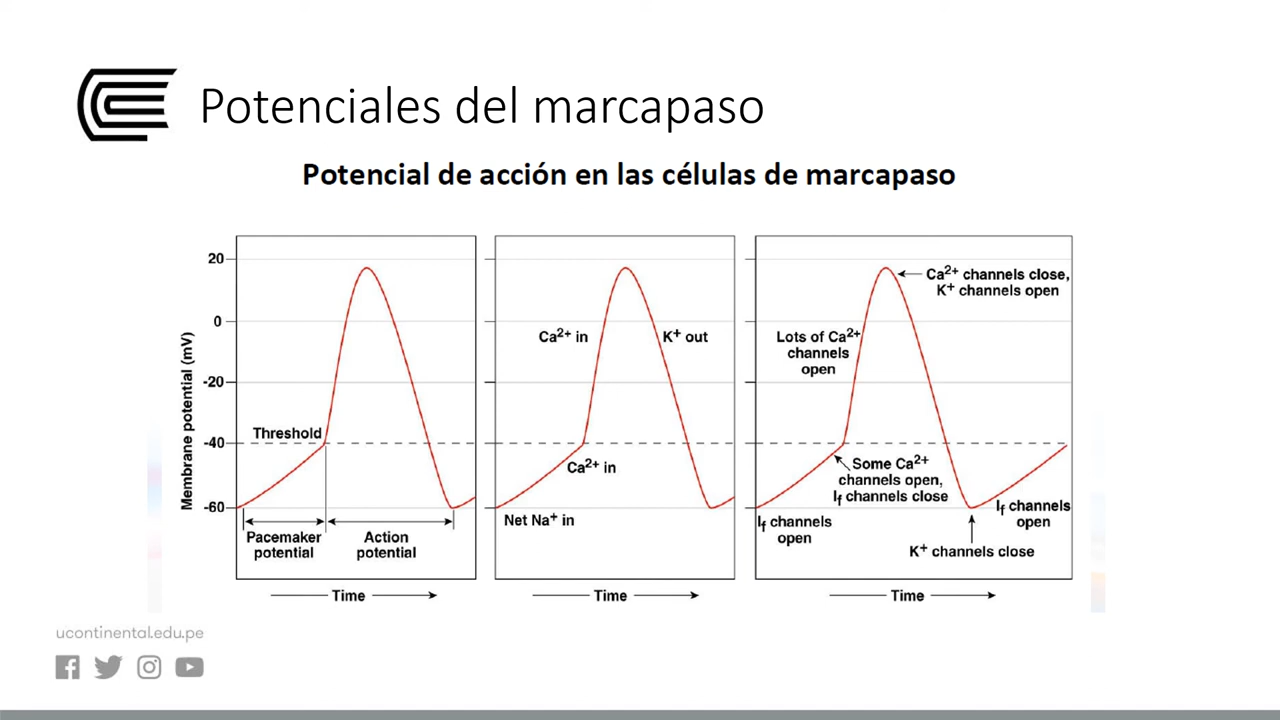 Potenciales del marcapaso
Potencial de acción en las células de marcapaso
Membrane potential (mV)
20
0
-20
-40
-60
Threshold
Pacemaker
potential
Action
potential
Time
Ca2+ in
K+ out
Ca2+ in
Net Na+ in
Time
Ca2+ channels close,
K+ channels open
Lots of Ca2+
channels
open
Some Ca2+
channels open,
If channels close
If channels
open
If channels
open
K+ channels close
Time
ucontinental.edu.pe